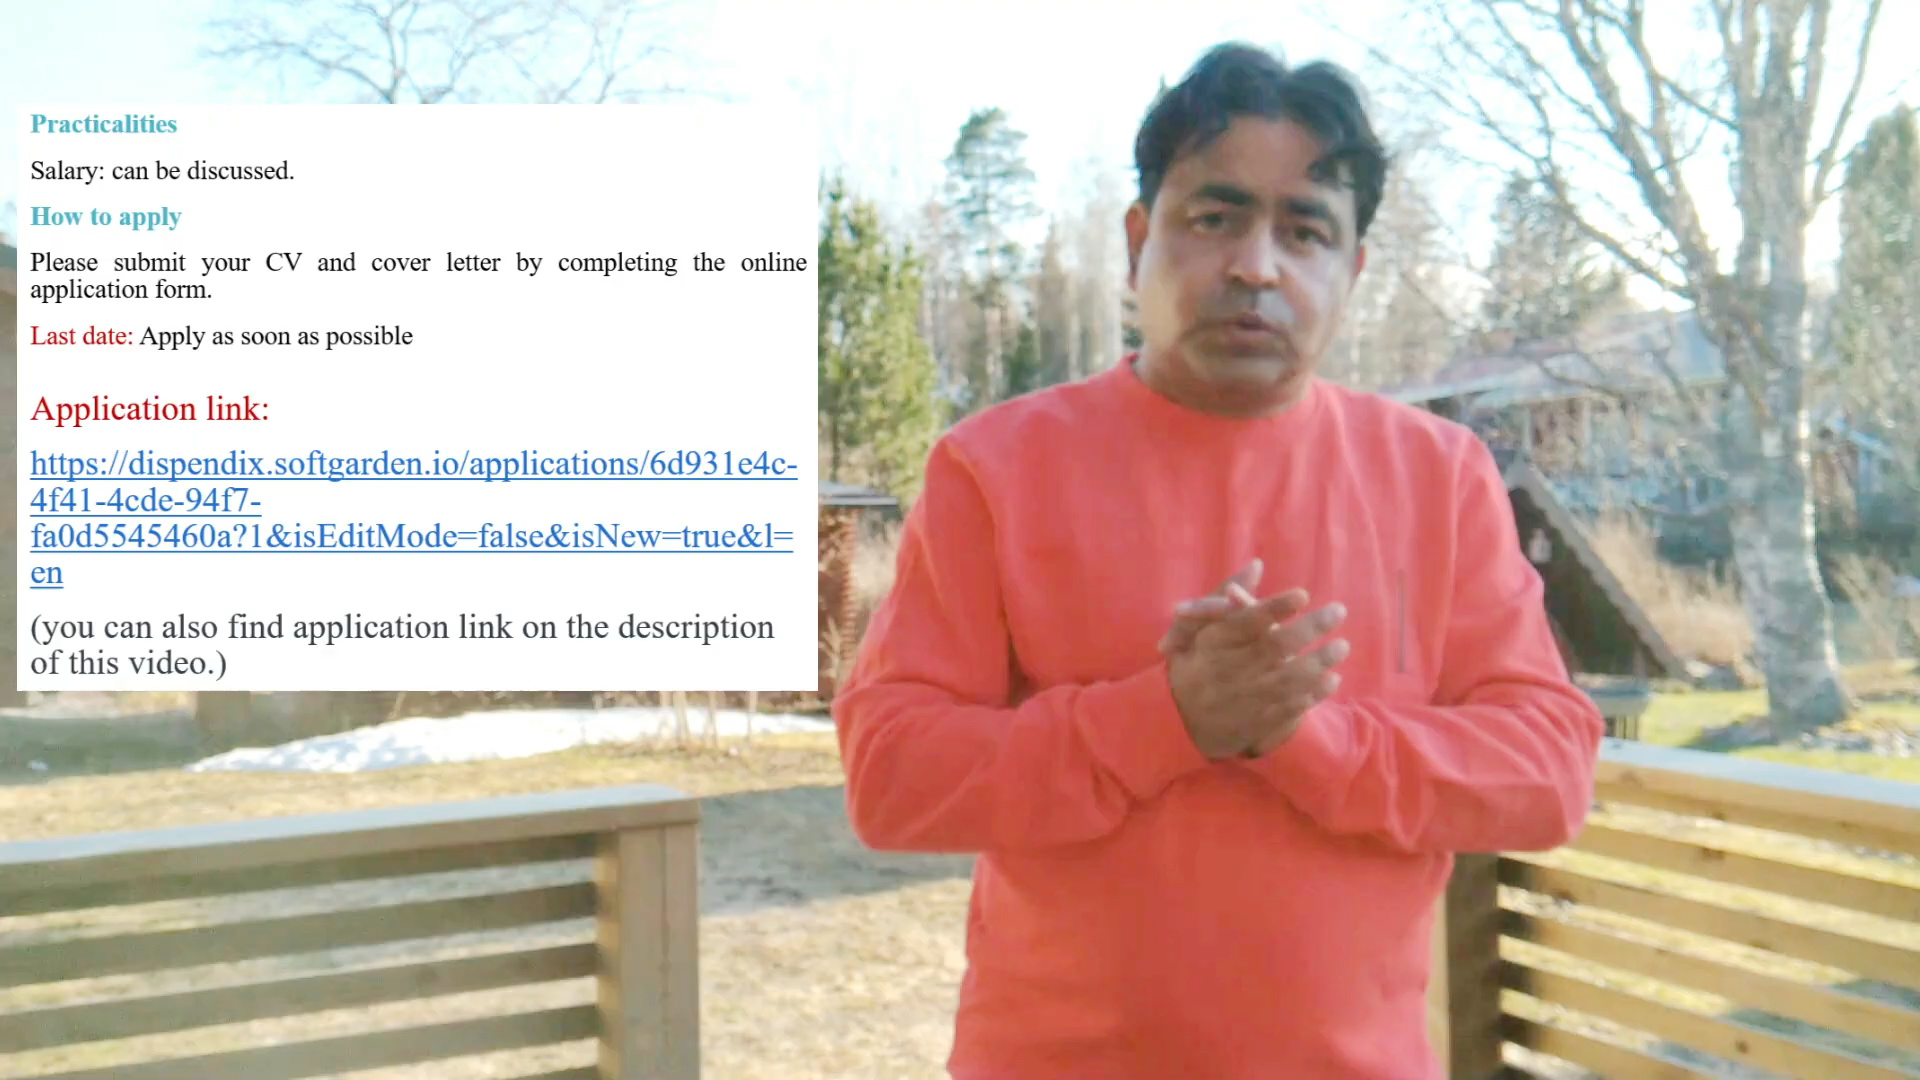 Practicalities
Salary: can be discussed.
How to apply
Please submit your CV and cover letter by completing the online
application form.
Last date: Apply as soon as possible
Application link:
https://dispendix.softgarden.io/applications/6d931e4c-
4f41-4cde-94f7-
fa0d5545460a?1&isEditMode=false&isNew=true&l=
en
(you can also find application link on the description
of this video.)